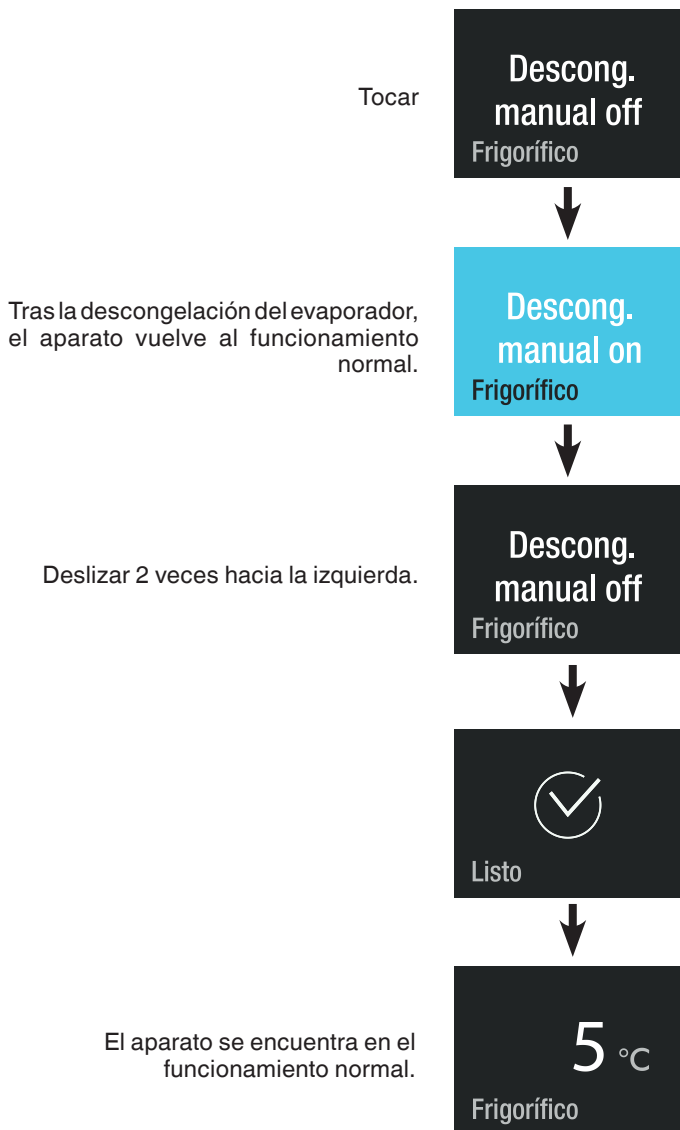 Tocar
Descong.
manual off
Frigorífico
Tras la descongelación del evaporador,
el aparato vuelve al funcionamiento
normal.
Descong.
manual on
Frigorífico
Deslizar 2 veces hacia la izquierda.
Descong.
manual off
Frigorífico
Listo
El aparato se encuentra en el
funcionamiento normal.
5 °C
Frigorífico